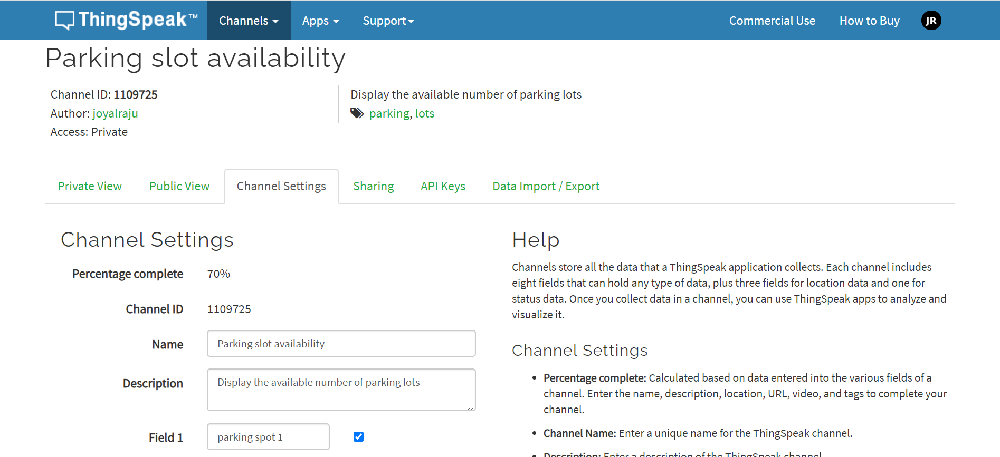 ThingSpeak™ Channels Apps Support Commercial Use How to Buy JR
Parking slot availability
Channel ID: 1109725
Author: joyalraju
Access: Private
Display the available number of parking lots
parking, lots
Private View Public View Channel Settings Sharing API Keys Data Import / Export
Channel Settings
Percentage complete 70%
Channel ID 1109725
Name Parking slot availability
Description Display the available number of parking lots
Field 1 parking spot 1
Help
Channels store all the data that a ThingSpeak application collects. Each channel includes
eight fields that can hold any type of data, plus three fields for location data and one for
status data. Once you collect data in a channel, you can use ThingSpeak apps to analyze and
visualize it.
Channel Settings
• Percentage complete: Calculated based on data entered into the various fields of a
channel. Enter the name, description, location, URL, video, and tags to complete your
channel.
• Channel Name: Enter a unique name for the ThingSpeak channel.
• Description: Enter a description of the ThingSpeak channel.